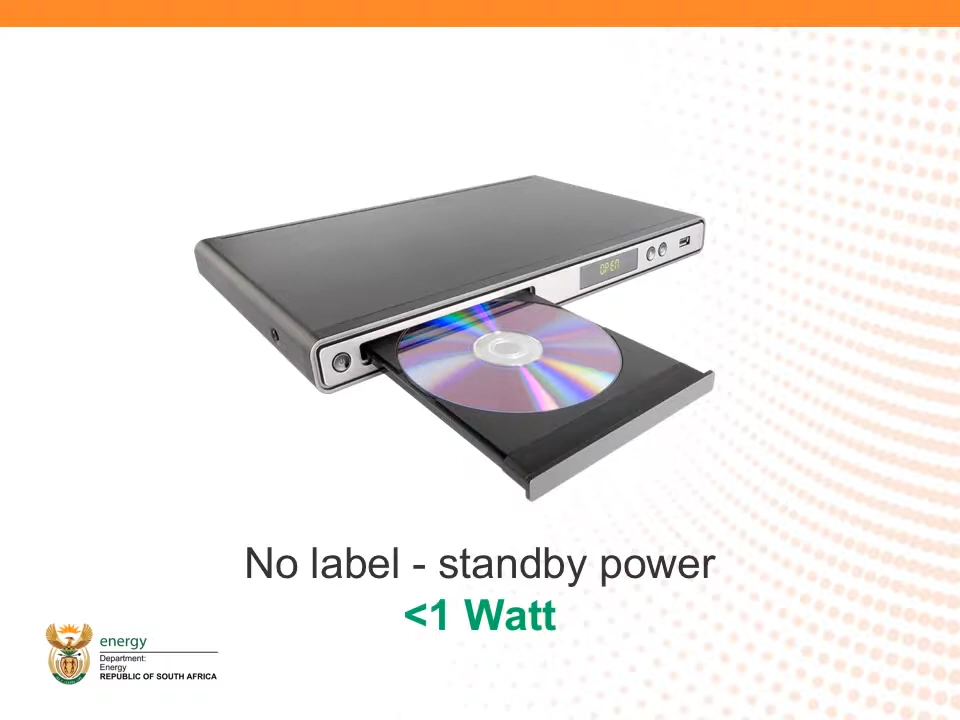 OPEN
No label - standby power
<1 Watt
energy
Department:
Energy
REPUBLIC OF SOUTH AFRICA